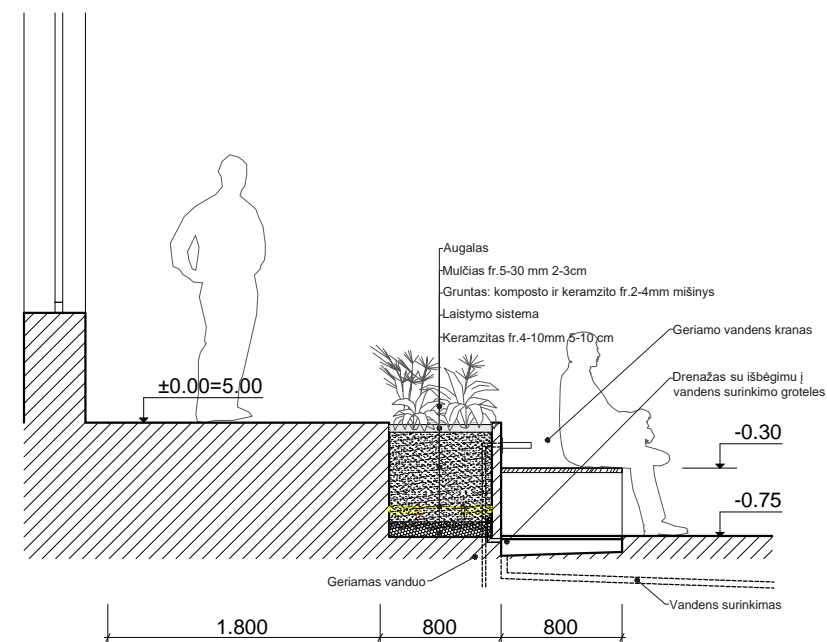 Augalas
Mulčias fr.5-30 mm 2-3cm
Gruntas: komposto ir keramzito fr.2-4mm mišinys
Laistymo sistema
Keramzitas fr.4-10mm 5-10 cm
Geriamo vandens kranas
Drenažas su išbėgimu į
vandens surinkimo groteles
±0.00=5.00
-0.30
-0.75
Geriamas vanduo
Vandens surinkimas
1.800
800
800